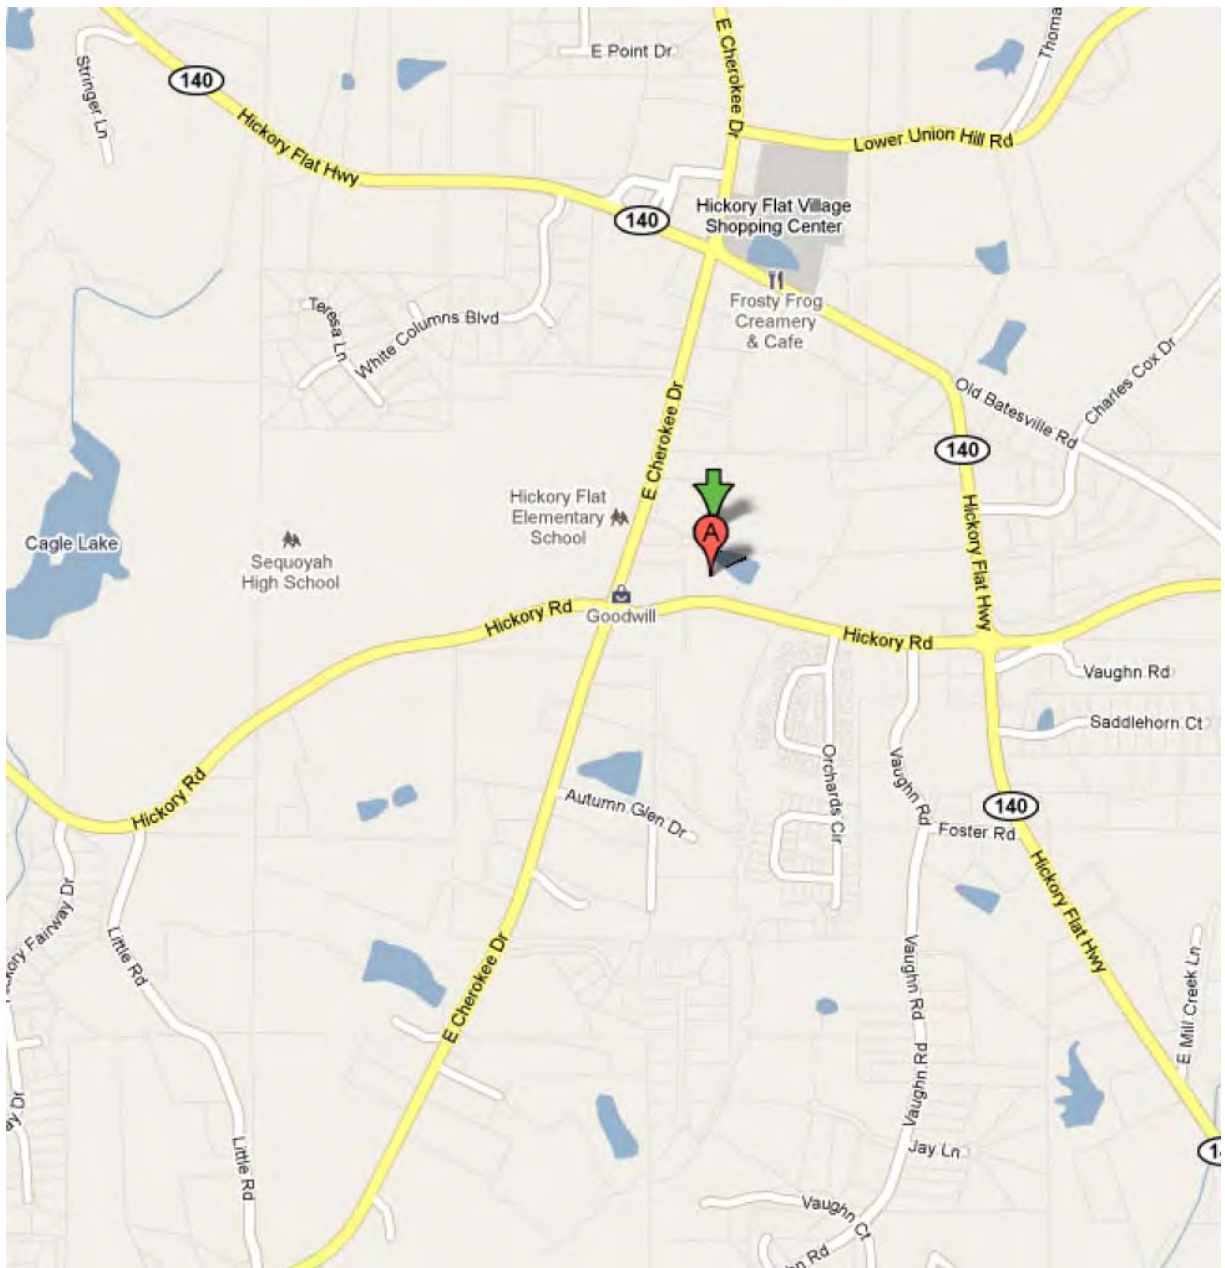 E Point Dr
E Cherokee Dr
Stringer Ln
140
Hickory Flat Hwy
Lower Union Hill Rd
Hickory Flat Village
Shopping Center
140
Frosty Frog
Creamery
& Cafe
Teresa Ln
White Columns Blvd
Charles Cox Dr
Old Batesville Rd
E Cherokee Dr
140
Hickory Flat
Elementary
School
Hickory Flat Hwy
A
Cagle Lake
Sequoyah
High School
Hickory Rd
Goodwill
Hickory Rd
Vaughn Rd
Saddlehorn Ct
Orchards Cir
Vaughn Rd
Hickory Rd
Autumn Glen Dr
140
Foster Rd
Hickory Flat Hwy
Little Rd
E Cherokee Dr
Vaughn Rd
E Mill Creek Ln
Vaughn Rd
Little Rd
Jay Ln
Vaughn Ct
Fairway Dr
Rd